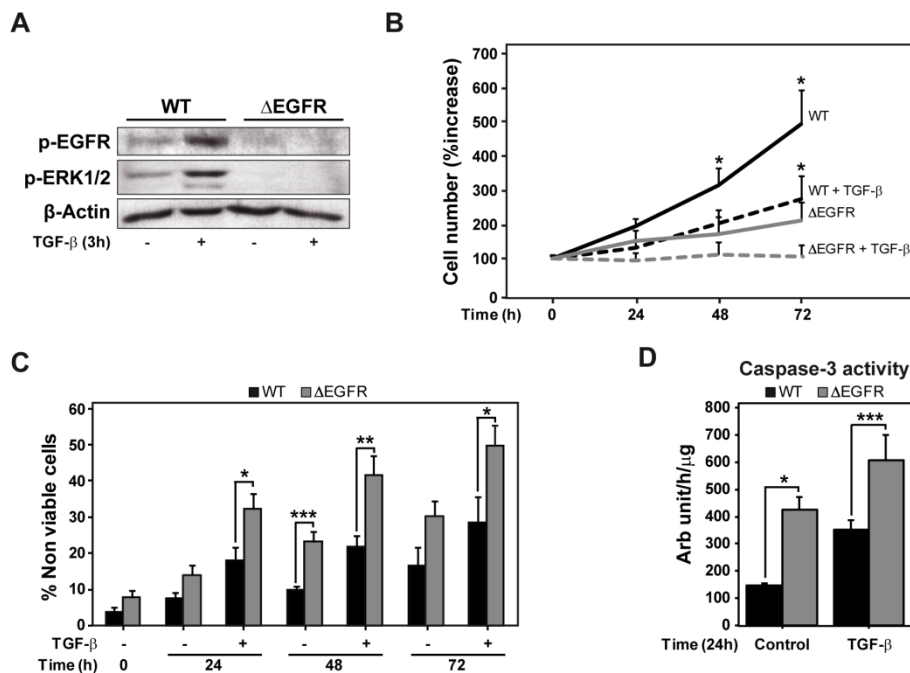 A
WT ΔEGFR
p-EGFR
p-ERK1/2
β-Actin
TGF-β (3h) - + - +
B
Cell number (%increase)
700
600
500
400
300
200
100
0
* WT
*
* WT + TGF-β
ΔEGFR
ΔEGFR + TGF-β
Time (h) 0 24 48 72
C
WT ΔEGFR
% Non viable cells
60
50
40
30
20
10
0
* *** ** *
TGF-β - - + - + - +
Time (h) 0 24 48 72
D
Caspase-3 activity
WT ΔEGFR
Arb unit/h/µg
800
700
600
500
400
300
200
100
0
* ***
Time (24h) Control TGF-β